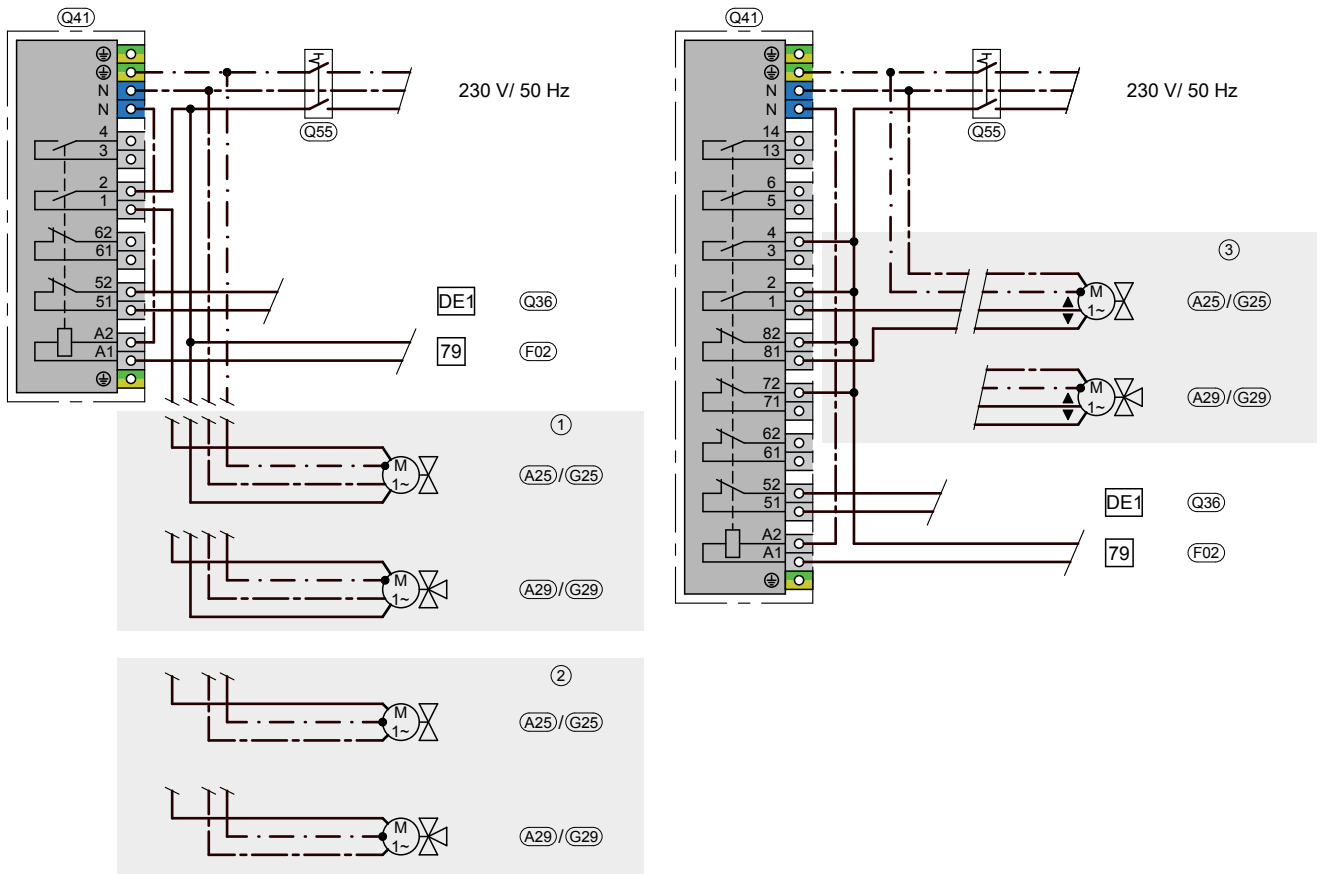 Q41
230 V/ 50 Hz
N
N
Q55
4
3
2
1
62
61
52
51
DE1 Q36
A2
A1
79 F02
1
M
1~
A25/G25
M
1~
A29/G29
2
M
1~
A25/G25
M
1~
A29/G29
Q41
230 V/ 50 Hz
N
N
Q55
14
13
6
5
4
3
3
2
1
M
1~
A25/G25
82
81
72
71
M
1~
A29/G29
62
61
52
51
DE1 Q36
A2
A1
79 F02